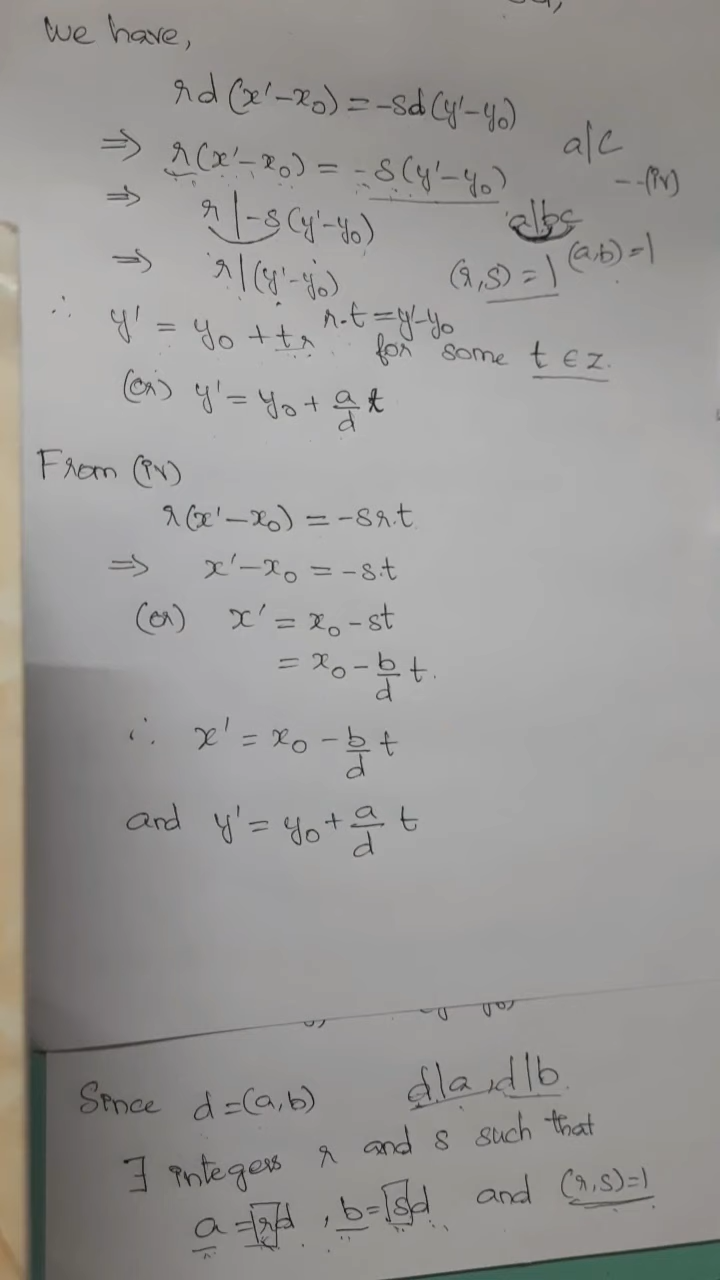 We have,
rd(x'-x₀) = -sd(y'-y₀)
⇒ r(x'-x₀) = -s(y'-y₀) a|c --(iv)
⇒ r|-s(y'-y₀) a|bc
⇒ r|(y'-y₀) (r,s)=1 (a,b)=1
∴ y' = y₀ + tr r.t = y'-y₀
for some t ∈ z.
(or) y' = y₀ + a/d t
From (iv)
r(x'-x₀) = -sr.t
⇒ x'-x₀ = -s.t
(or) x' = x₀ - st
= x₀ - b/d t.
∴ x' = x₀ - b/d t
and y' = y₀ + a/d t
Since d = (a,b) d|a, d|b.
∃ integers r and s such that
a = rd, b = sd and (r,s)=1